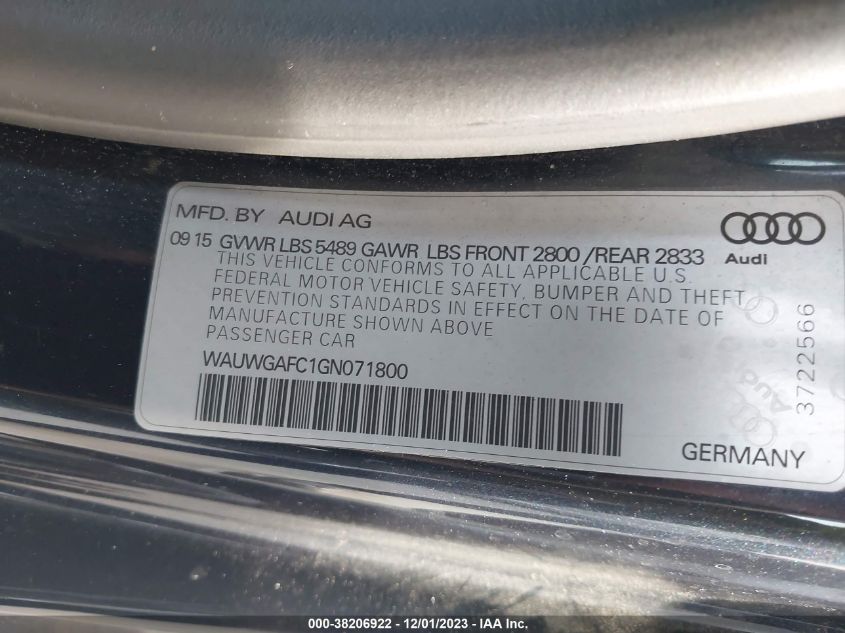 MFD. BY AUDI AG
Audi
09 15 GVWR LBS 5489 GAWR LBS FRONT 2800 /REAR 2833
THIS VEHICLE CONFORMS TO ALL APPLICABLE U.S.
FEDERAL MOTOR VEHICLE SAFETY, BUMPER AND THEFT
PREVENTION STANDARDS IN EFFECT ON THE DATE OF
MANUFACTURE SHOWN ABOVE
PASSENGER CAR
WAUWGAFC1GN071800
3722566
Audi
GERMANY
000-38206922 - 12/01/2023 - IAA Inc.